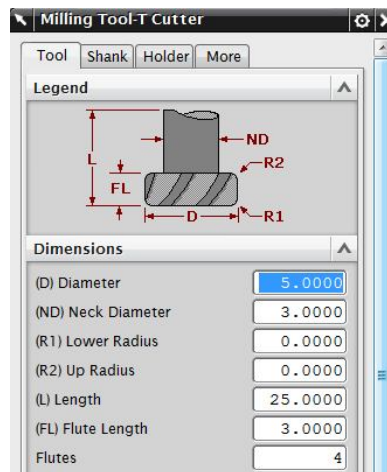 Milling Tool-T Cutter
Tool Shank Holder More
Legend
ND
L
R2
FL
D
R1
Dimensions
(D) Diameter 5.0000
(ND) Neck Diameter 3.0000
(R1) Lower Radius 0.0000
(R2) Up Radius 0.0000
(L) Length 25.0000
(FL) Flute Length 3.0000
Flutes 4